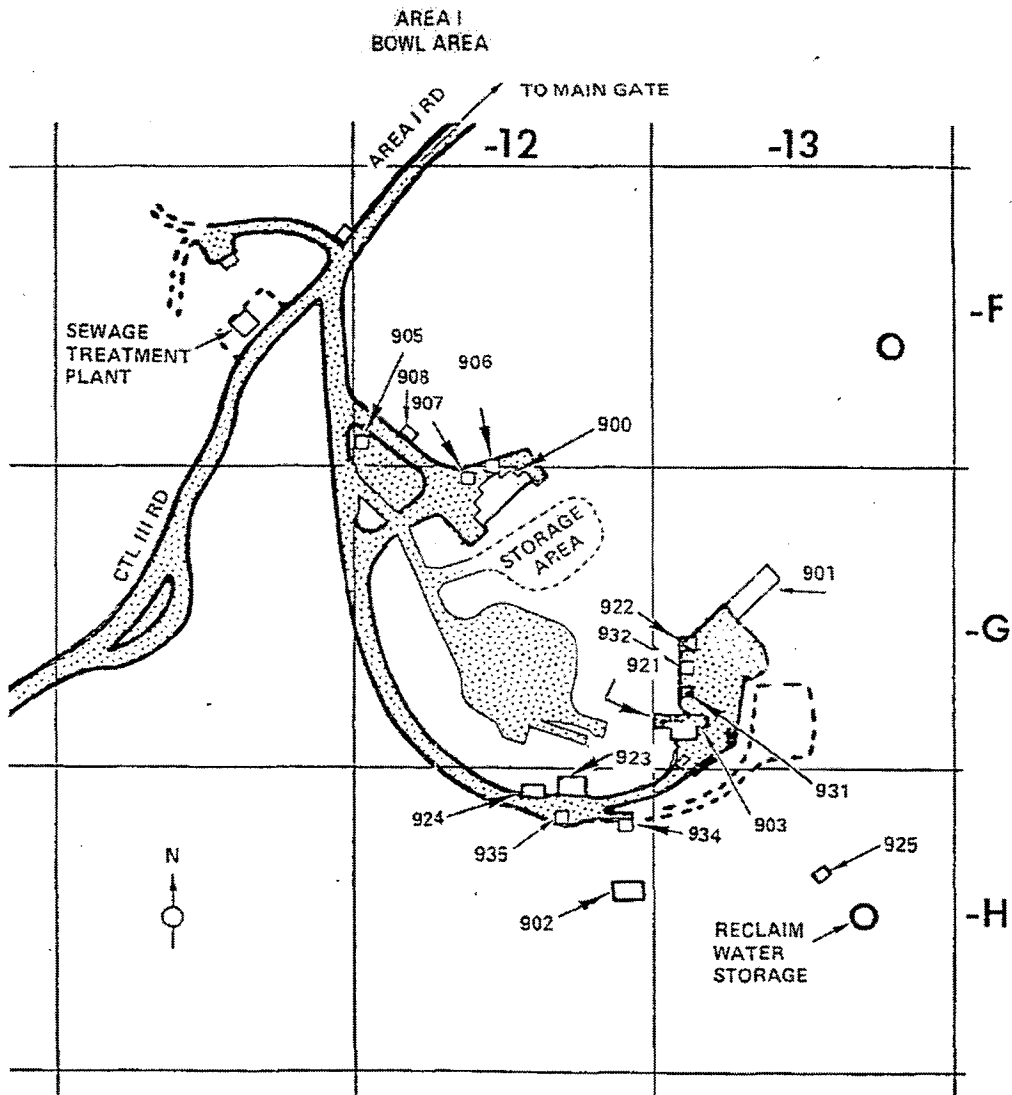 AREA I
BOWL AREA
TO MAIN GATE
AREA I RD
-12
-13
-F
SEWAGE
TREATMENT
PLANT
905
908
906
907
900
CTL III RD
STORAGE
AREA
901
922
932
921
-G
923
924
931
903
934
935
925
N
902
-H
RECLAIM
WATER
STORAGE